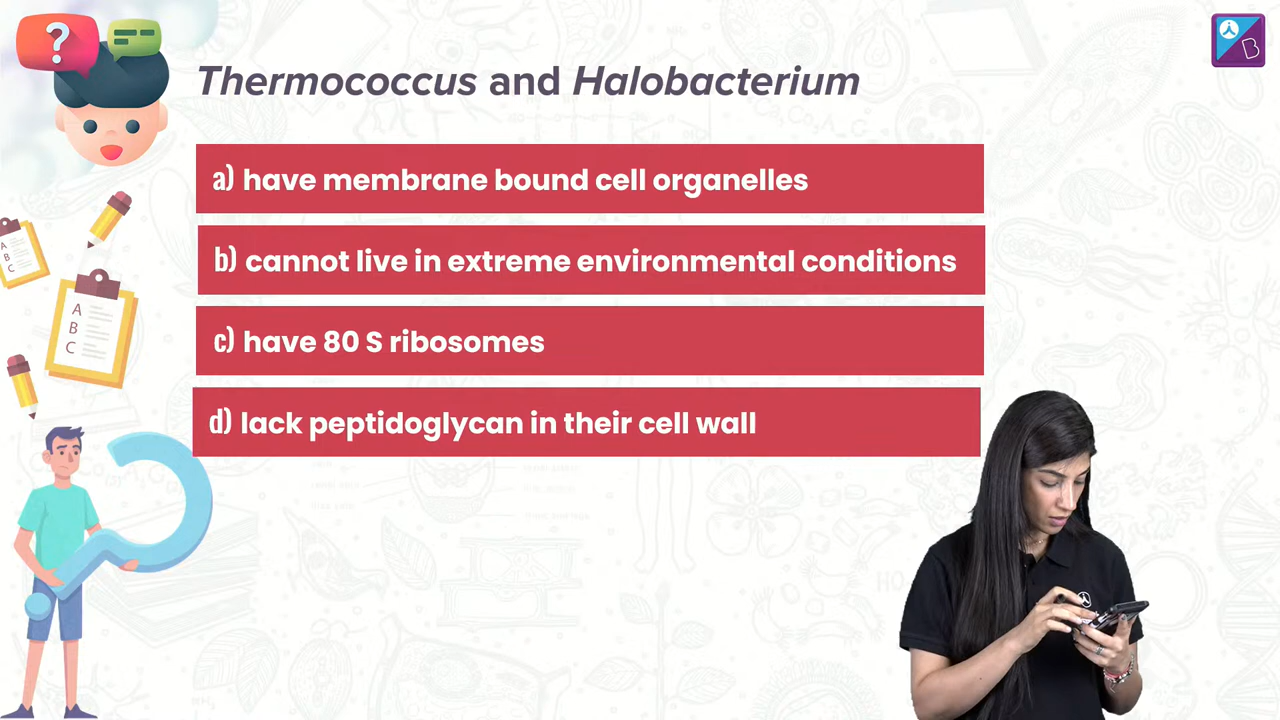 ?
Thermococcus and Halobacterium
a) have membrane bound cell organelles
b) cannot live in extreme environmental conditions
c) have 80 S ribosomes
d) lack peptidoglycan in their cell wall
A
B
C
A
B
C
B